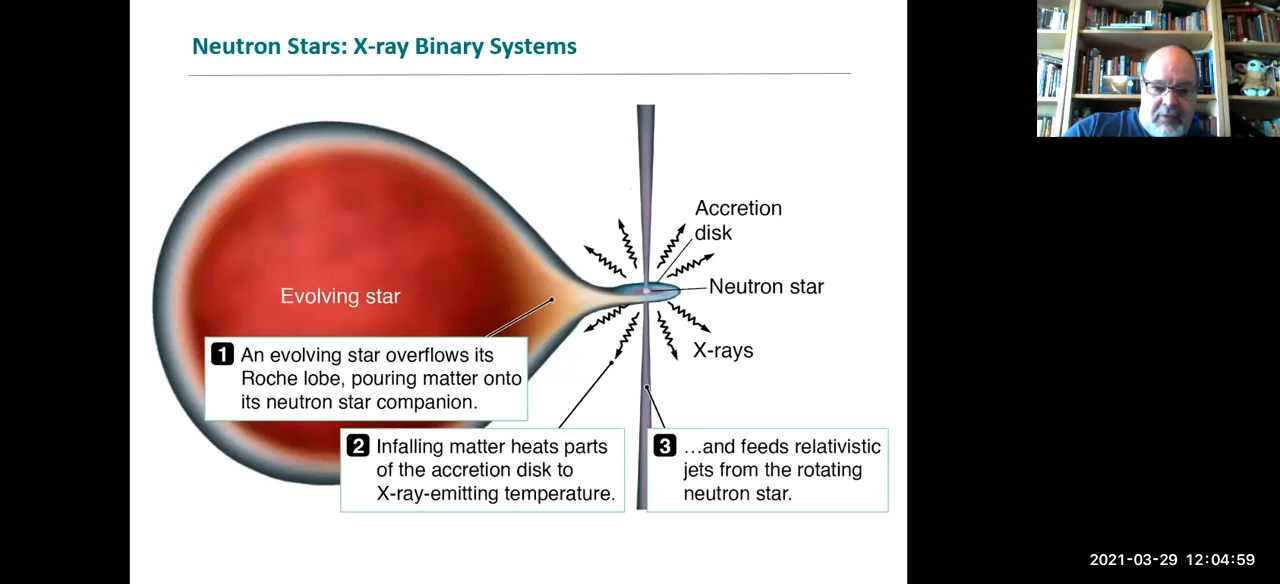 Neutron Stars: X-ray Binary Systems
Accretion
disk
Neutron star
Evolving star
X-rays
1 An evolving star overflows its
Roche lobe, pouring matter onto
its neutron star companion.
2 Infalling matter heats parts
of the accretion disk to
X-ray-emitting temperature.
3 …and feeds relativistic
jets from the rotating
neutron star.
2021-03-29 12:04:59